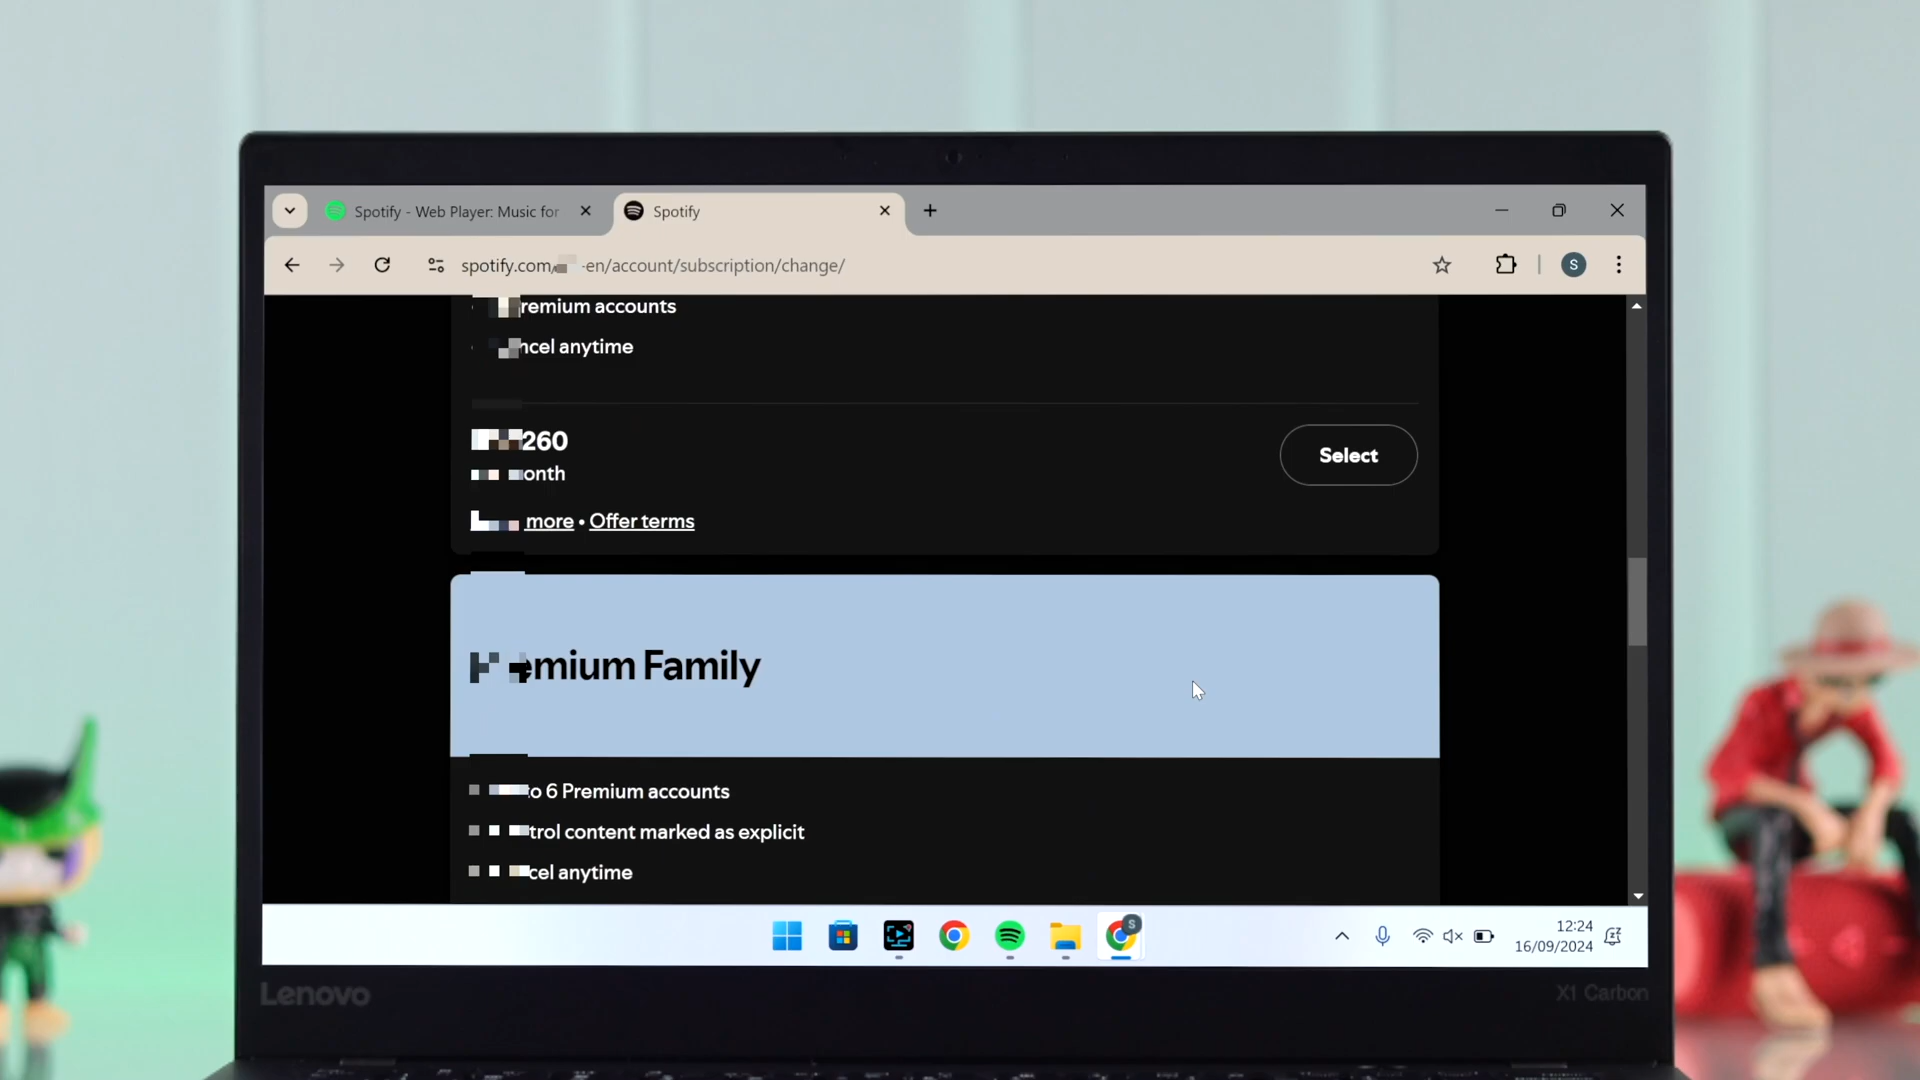 Spotify - Web Player: Music for
Spotify
spotify.com/ -en/account/subscription/change/
S
remium accounts
ncel anytime
260
onth
Select
more • Offer terms
emium Family
to 6 Premium accounts
trol content marked as explicit
cel anytime
S
12:24
16/09/2024
Lenovo
X1 Carbon